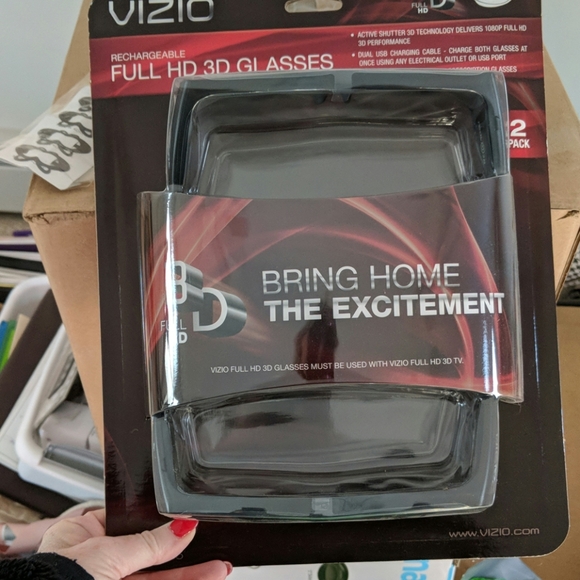 VIZIO
FULL HD
RECHARGEABLE
FULL HD 3D GLASSES
• ACTIVE SHUTTER 3D TECHNOLOGY DELIVERS 1080P FULL HD
3D PERFORMANCE
• DUAL USB CHARGING CABLE - CHARGE BOTH GLASSES AT
ONCE USING ANY ELECTRICAL OUTLET OR USB PORT
GLASSES
2
PACK
3D
FULL
HD
BRING HOME
THE EXCITEMENT
VIZIO FULL HD 3D GLASSES MUST BE USED WITH VIZIO FULL HD 3D TV.
www.VIZIO.com